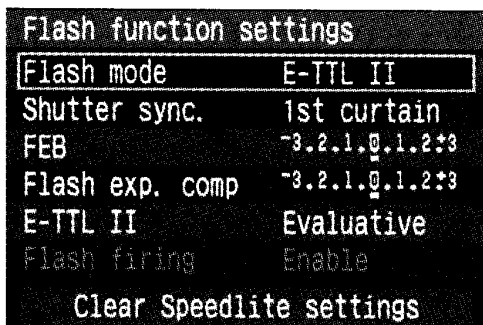 Flash function settings
Flash mode E-TTL II
Shutter sync. 1st curtain
FEB -3.2.1.0.1.2.+3
Flash exp. comp -3.2.1.0.1.2.+3
E-TTL II Evaluative
Flash firing Enable
Clear Speedlite settings